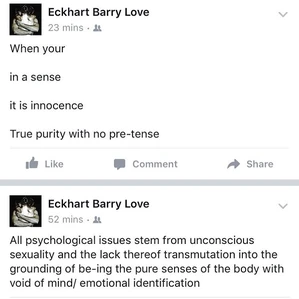 Eckhart Barry Love
23 mins ·
When your
in a sense
it is innocence
True purity with no pre-tense
Like Comment Share
Eckhart Barry Love
52 mins ·
All psychological issues stem from unconscious
sexuality and the lack thereof transmutation into the
grounding of be-ing the pure senses of the body with
void of mind/ emotional identification